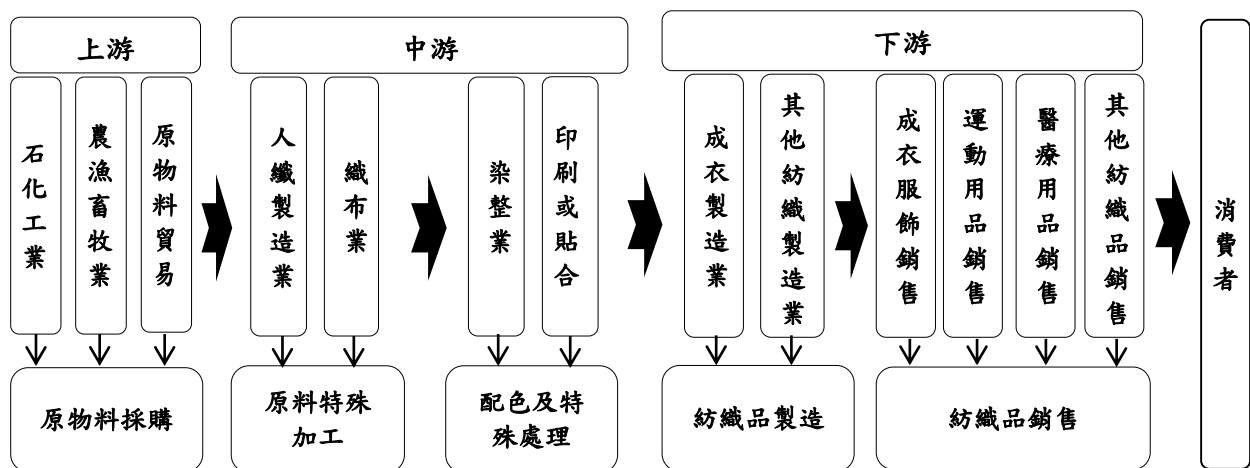 上游
中游
下游
石化工業
農漁畜牧業
原物料貿易
人纖製造業
織布業
染整業
印刷或貼合
成衣製造業
其他紡織製造業
成衣服飾銷售
運動用品銷售
醫療用品銷售
其他紡織品銷售
消費者
原物料採購
原料特殊
加工
配色及特
殊處理
紡織品製造
紡織品銷售